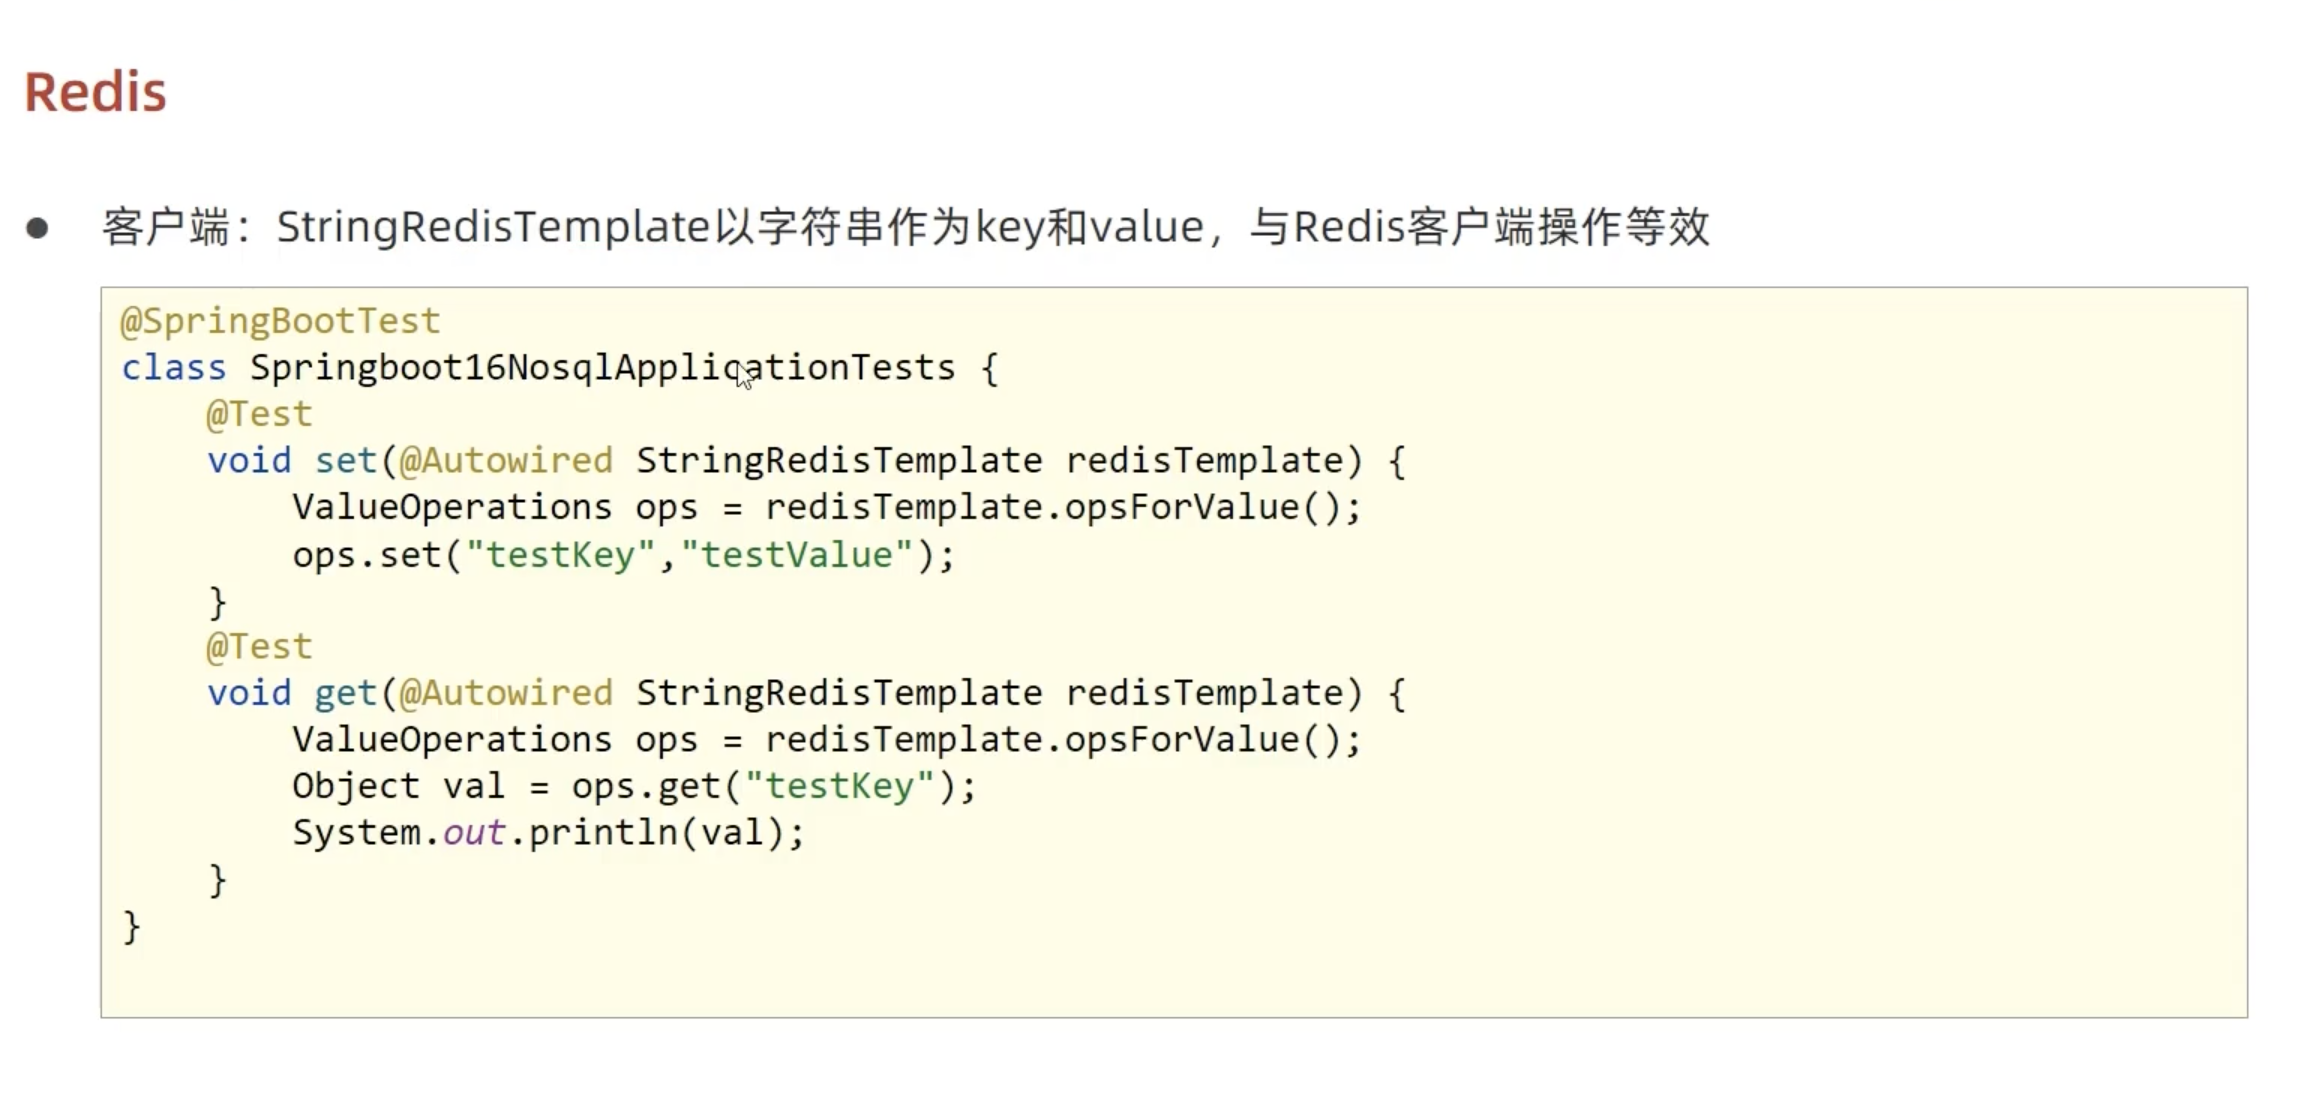 Redis
● 客户端：StringRedisTemplate以字符串作为key和value，与Redis客户端操作等效
@SpringBootTest
class Springboot16NosqlApplicationTests {
    @Test
    void set(@Autowired StringRedisTemplate redisTemplate) {
        ValueOperations ops = redisTemplate.opsForValue();
        ops.set("testKey","testValue");
    }
    @Test
    void get(@Autowired StringRedisTemplate redisTemplate) {
        ValueOperations ops = redisTemplate.opsForValue();
        Object val = ops.get("testKey");
        System.out.println(val);
    }
}